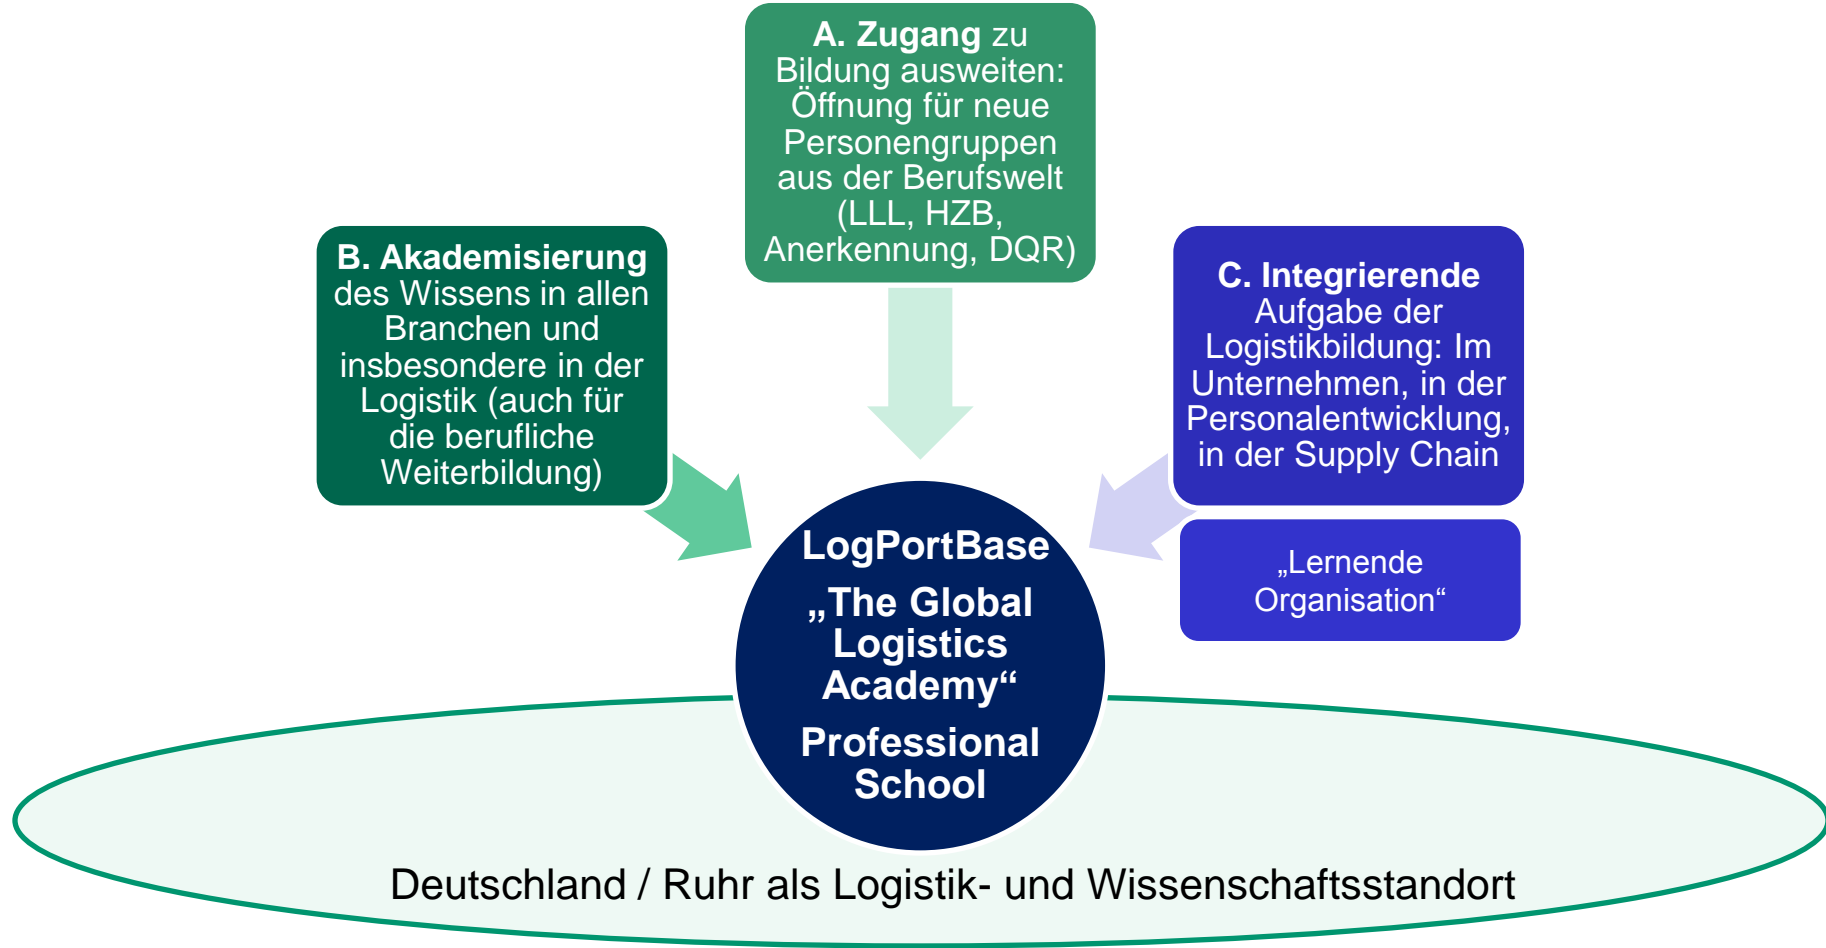 A. Zugang zu
Bildung ausweiten:
Öffnung für neue
Personengruppen
aus der Berufswelt
(LLL, HZB,
Anerkennung, DQR)
B. Akademisierung
des Wissens in allen
Branchen und
insbesondere in der
Logistik (auch für
die berufliche
Weiterbildung)
C. Integrierende
Aufgabe der
Logistikbildung: Im
Unternehmen, in der
Personalentwicklung,
in der Supply Chain
„Lernende
Organisation“
LogPortBase
„The Global
Logistics
Academy“
Professional
School
Deutschland / Ruhr als Logistik- und Wissenschaftsstandort